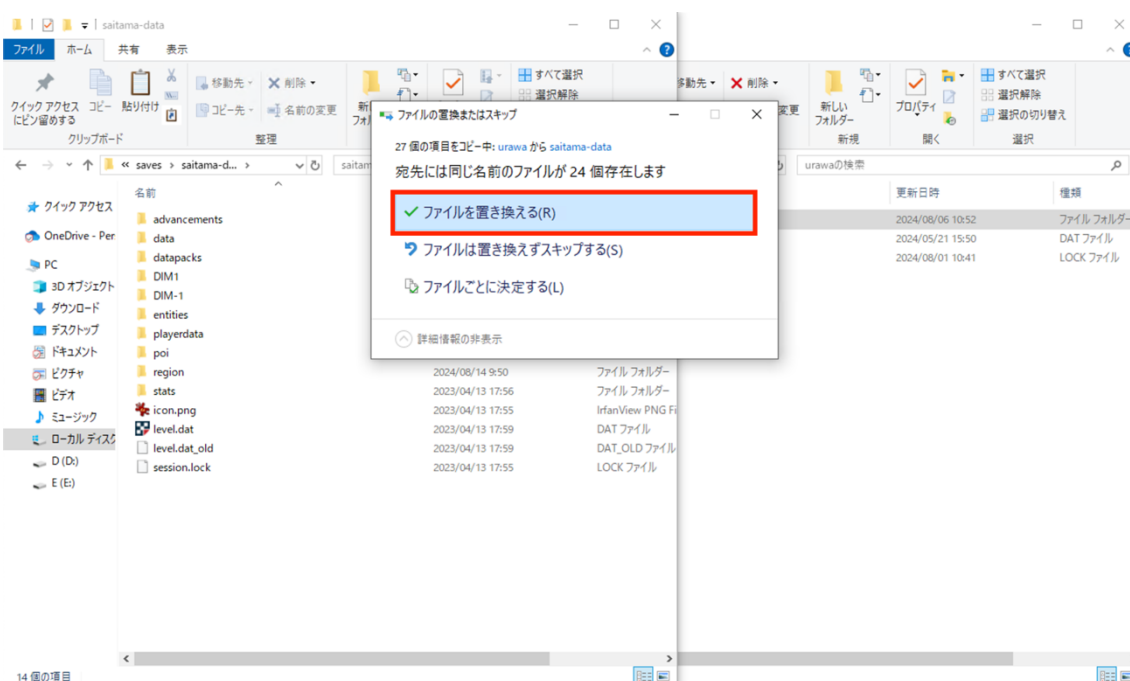 saitama-data
ファイル ホーム 共有 表示
クイック アクセス
にピン留めする
コピー
貼り付け
移動先
コピー先
削除
名前の変更
すべて選択
選択解除
クリップボード
整理
移動先 削除
変更
新しい
フォルダー
プロパティ
すべて選択
選択解除
選択の切り替え
新規
開く
選択
ファイルの置換またはスキップ
27 個の項目をコピー中: urawa から saitama-data
宛先には同じ名前のファイルが 24 個存在します
ファイルを置き換える(R)
ファイルは置き換えずスキップする(S)
ファイルごとに決定する(L)
詳細情報の非表示
« saves › saitama-d... ›
urawaの検索
クイック アクセス
OneDrive - Per
PC
3D オブジェクト
ダウンロード
デスクトップ
ドキュメント
ピクチャ
ビデオ
ミュージック
ローカル ディスク
D (D:)
E (E:)
名前
advancements
data
datapacks
DIM1
DIM-1
entities
playerdata
poi
region 2024/08/14 9:50 ファイル フォルダー
stats 2023/04/13 17:56 ファイル フォルダー
icon.png 2023/04/13 17:55 IrfanView PNG Fi
level.dat 2023/04/13 17:59 DAT ファイル
level.dat_old 2023/04/13 17:59 DAT_OLD ファイル
session.lock 2023/04/13 17:55 LOCK ファイル
更新日時 種類
2024/08/06 10:52 ファイル フォルダー
2024/05/21 15:50 DAT ファイル
2024/08/01 10:41 LOCK ファイル
14 個の項目